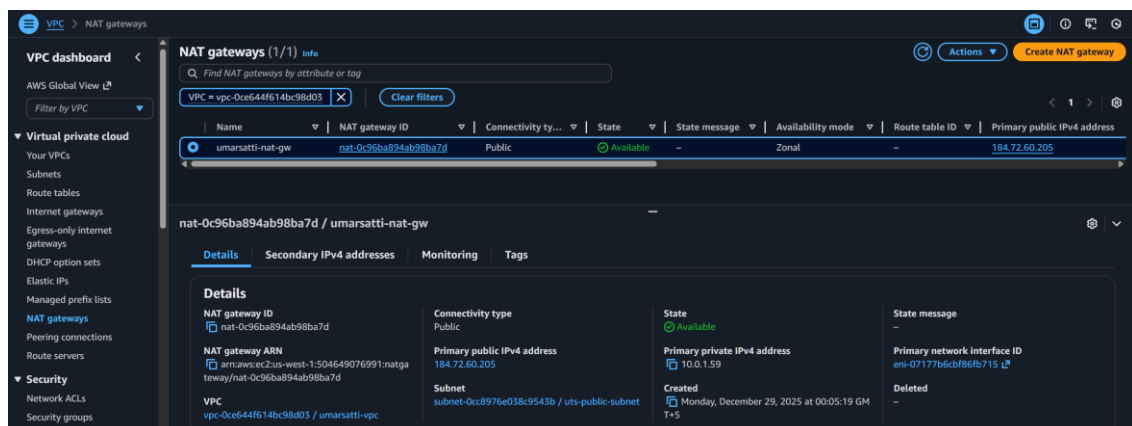 VPC > NAT gateways
VPC dashboard
AWS Global View
Filter by VPC
Virtual private cloud
Your VPCs
Subnets
Route tables
Internet gateways
Egress-only internet
gateways
DHCP option sets
Elastic IPs
Managed prefix lists
NAT gateways
Peering connections
Route servers
Security
Network ACLs
Security groups
NAT gateways (1/1) Info
Actions
Create NAT gateway
Find NAT gateways by attribute or tag
VPC = vpc-0ce644f614bc98d03
Clear filters
1
Name NAT gateway ID Connectivity ty... State State message Availability mode Route table ID Primary public IPv4 address
umarsatti-nat-gw nat-0c96ba894ab98ba7d Public Available – Zonal – 184.72.60.205
nat-0c96ba894ab98ba7d / umarsatti-nat-gw
Details Secondary IPv4 addresses Monitoring Tags
Details
NAT gateway ID
nat-0c96ba894ab98ba7d
Connectivity type
Public
State
Available
State message
–
NAT gateway ARN
arn:aws:ec2:us-west-1:504649076991:natga
teway/nat-0c96ba894ab98ba7d
Primary public IPv4 address
184.72.60.205
Primary private IPv4 address
10.0.1.59
Primary network interface ID
eni-07177b6cbf86fb715
VPC
vpc-0ce644f614bc98d03 / umarsatti-vpc
Subnet
subnet-0cc8976e038c9543b / uts-public-subnet
Created
Monday, December 29, 2025 at 00:05:19 GM
T+5
Deleted
–